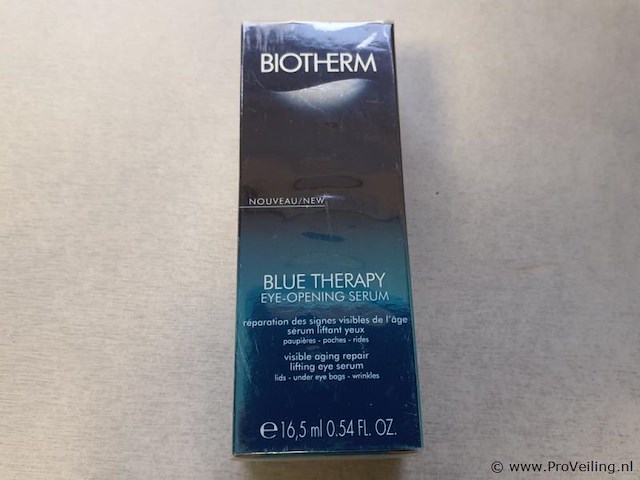 BIOTHERM
NOUVEAU/NEW
BLUE THERAPY
EYE-OPENING SERUM
réparation des signes visibles de l'âge
sérum liftant yeux
paupières - poches - rides
visible aging repair
lifting eye serum
lids - under eye bags - wrinkles
℮16,5 ml 0.54 FL. OZ.
© www.ProVeiling.nl